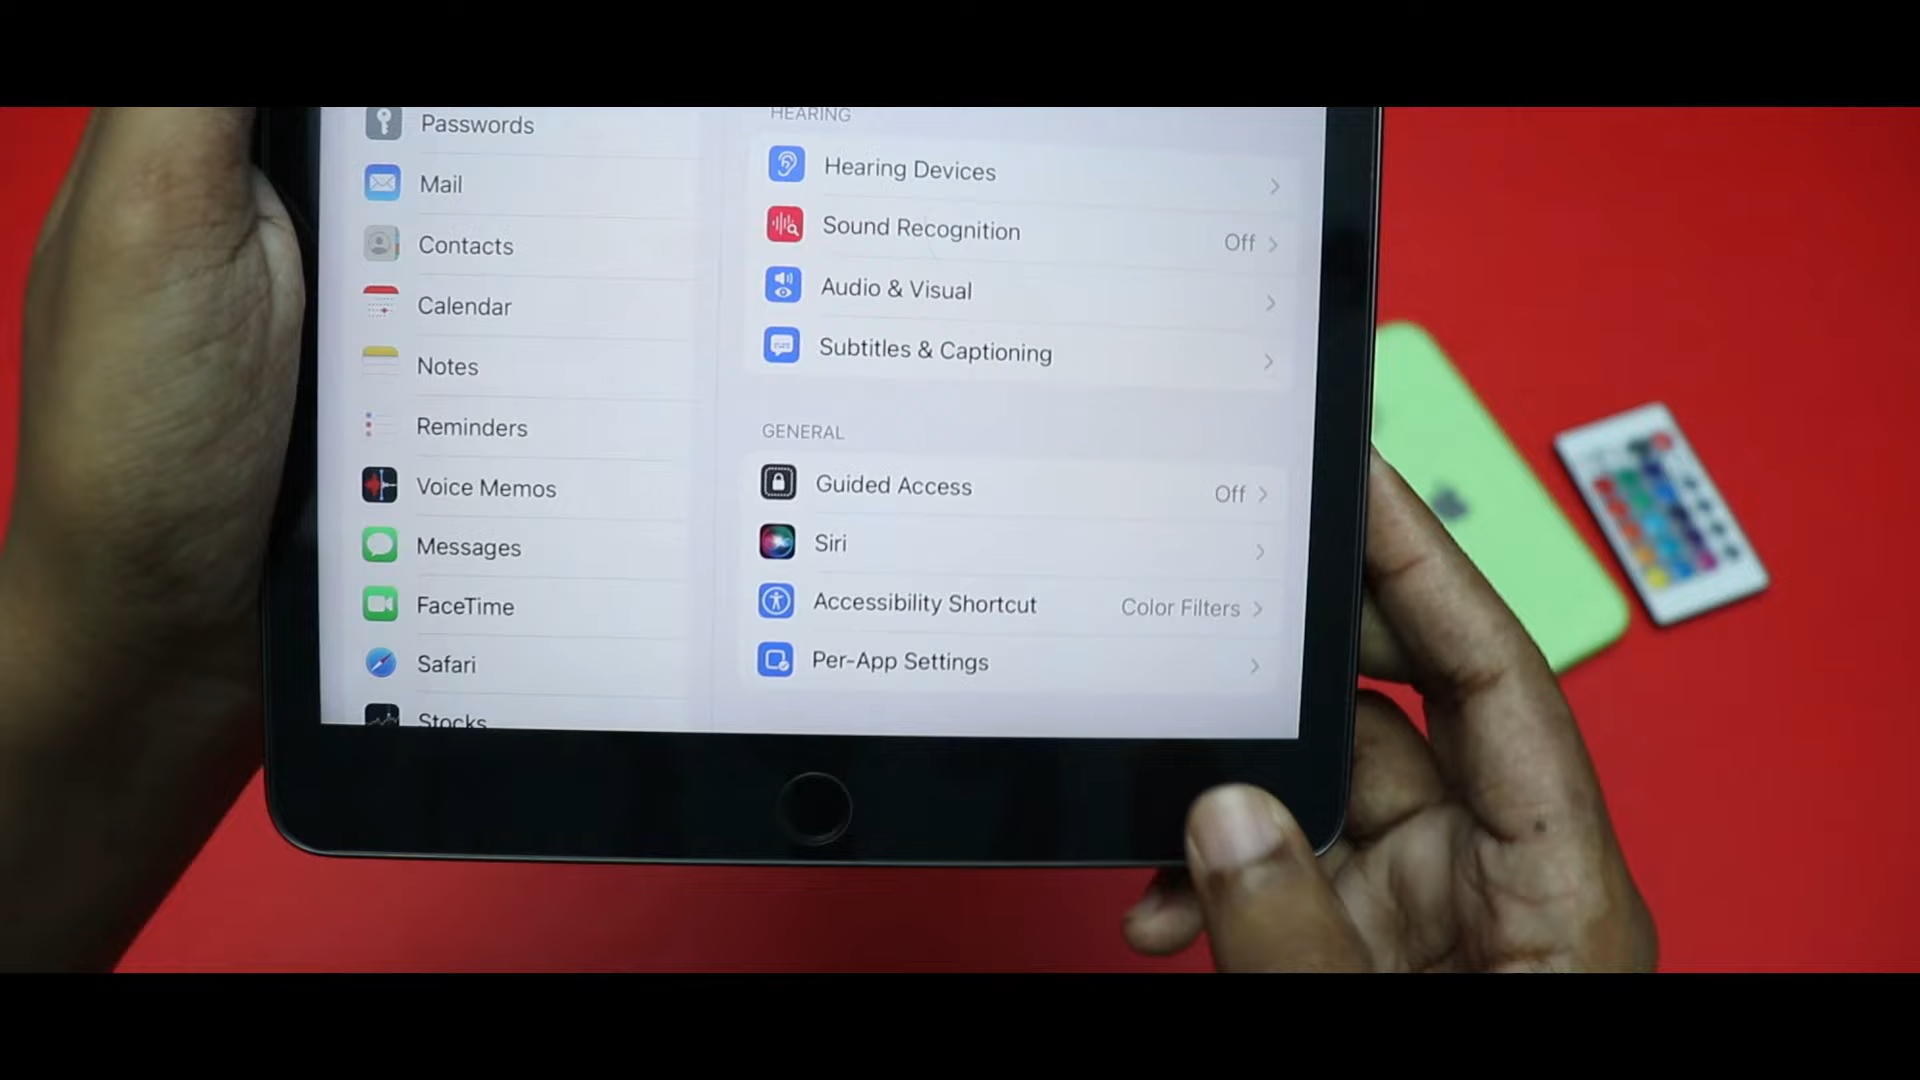 Passwords
Mail
Contacts
Calendar
Notes
Reminders
Voice Memos
Messages
FaceTime
Safari
Stocks
HEARING
Hearing Devices
Sound Recognition Off
Audio & Visual
Subtitles & Captioning
GENERAL
Guided Access Off
Siri
Accessibility Shortcut Color Filters
Per-App Settings